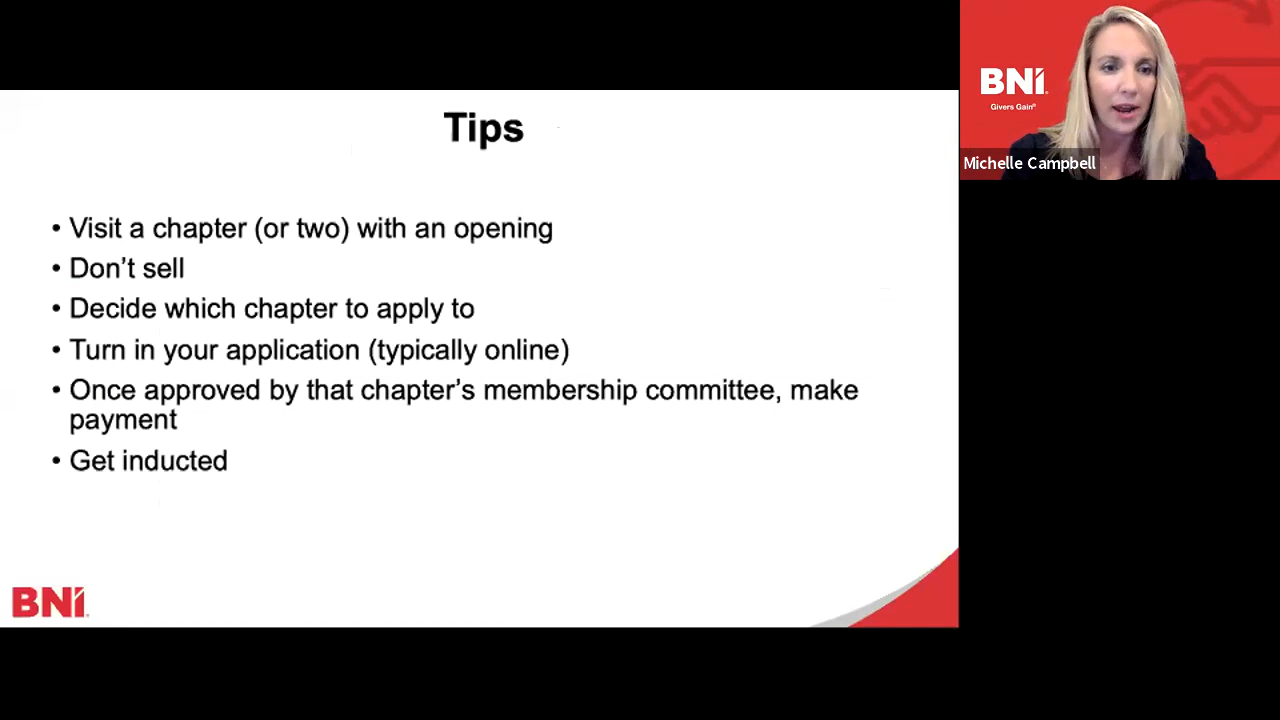 Tips
• Visit a chapter (or two) with an opening
• Don't sell
• Decide which chapter to apply to
• Turn in your application (typically online)
• Once approved by that chapter's membership committee, make
payment
• Get inducted
BNI
BNI
Givers Gain®
Michelle Campbell